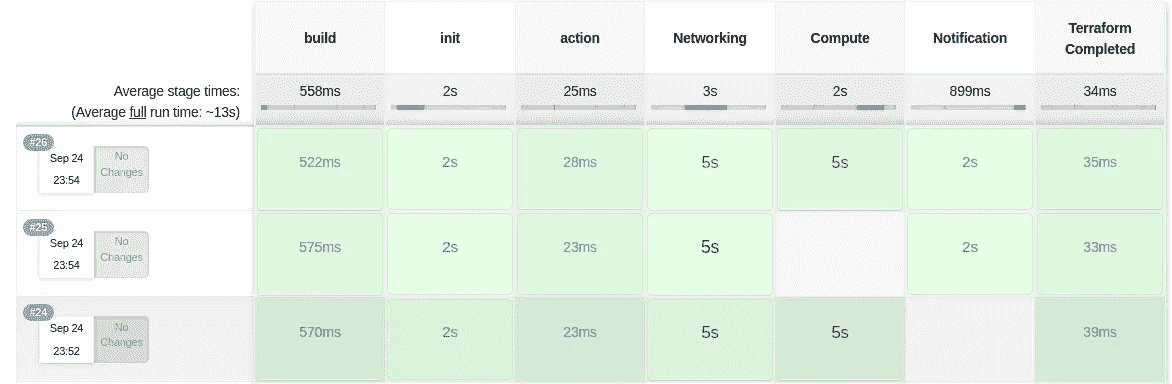 build init action Networking Compute Notification Terraform
Completed
Average stage times: 558ms 2s 25ms 3s 2s 899ms 34ms
(Average full run time: ~13s)
#26
Sep 24 No
23:54 Changes
522ms 2s 28ms 5s 5s 2s 35ms
#25
Sep 24 No
23:54 Changes
575ms 2s 23ms 5s 2s 33ms
#24
Sep 24 No
23:52 Changes
570ms 2s 23ms 5s 5s 39ms